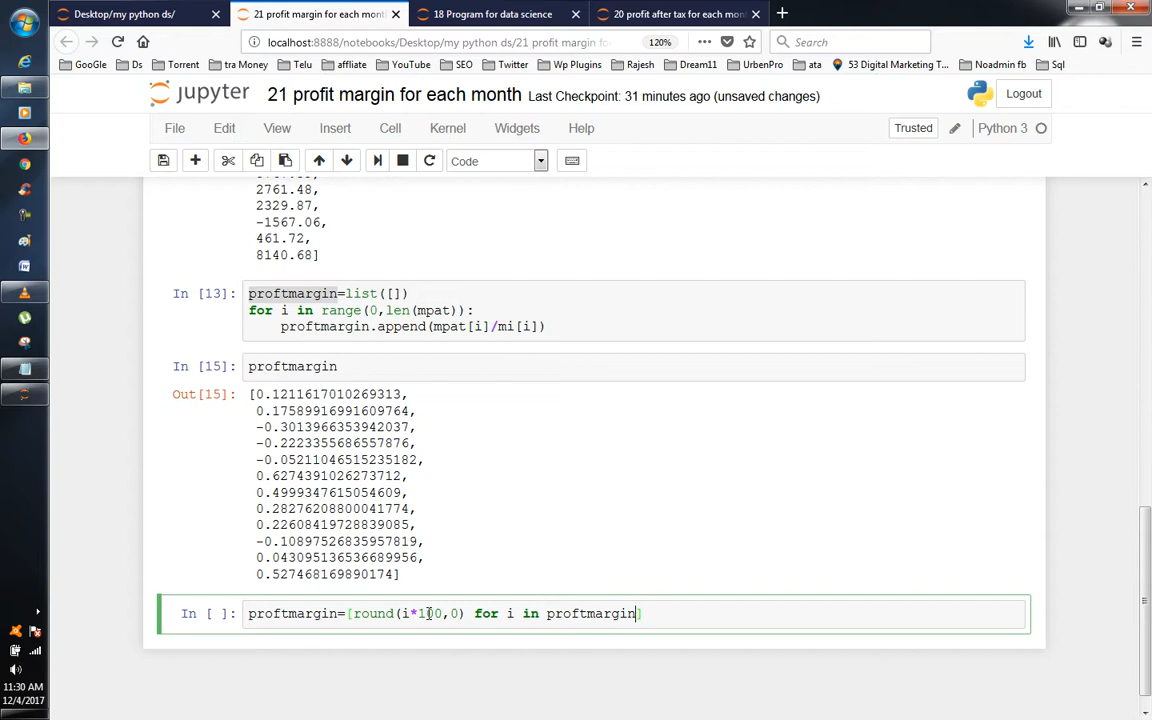 Desktop/my python ds/
21 profit margin for each mont
18 Program for data science
20 profit after tax for each mon
localhost:8888/notebooks/Desktop/my python ds/21 profit margin for
120%
Search
GooGle
Ds
Torrent
tra Money
Telu
affliate
YouTube
SEO
Twitter
Wp Plugins
Rajesh
Dream11
UrbenPro
ata
53 Digital Marketing T...
Noadmin fb
Sql
jupyter
21 profit margin for each month
Last Checkpoint: 31 minutes ago (unsaved changes)
Logout
File
Edit
View
Insert
Cell
Kernel
Widgets
Help
Trusted
Python 3
Code
2761.48,
2329.87,
-1567.06,
461.72,
8140.68]
In [13]:
proftmargin=list([])
for i in range(0,len(mpat)):
proftmargin.append(mpat[i]/mi[i])
In [15]:
proftmargin
Out[15]:
[0.1211617010269313,
0.17589916991609764,
-0.3013966353942037,
-0.2223355686557876,
-0.05211046515235182,
0.6274391026273712,
0.4999347615054609,
0.28276208800041774,
0.22608419728839085,
-0.10897526835957819,
0.043095136536689956,
0.527468169890174]
In [ ]:
proftmargin=[round(i*100,0) for i in proftmargin]
11:30 AM
12/4/2017